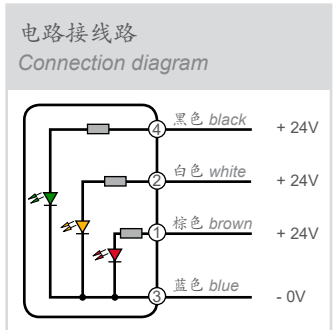 电路接线路
Connection diagram
4 黑色 black + 24V
2 白色 white + 24V
1 棕色 brown + 24V
3 蓝色 blue - 0V